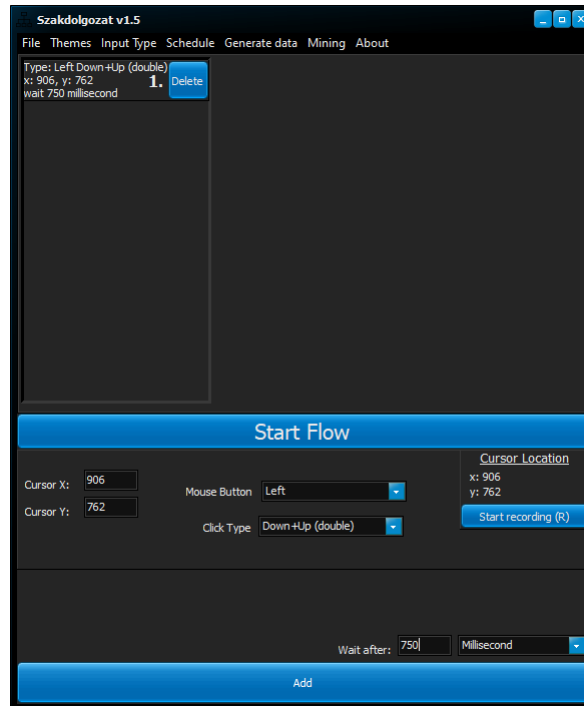 Szakdolgozat v1.5
File Themes Input Type Schedule Generate data Mining About
Type: Left Down+Up (double)
x: 906, y: 762
1.
Delete
wait 750 millisecond
Start Flow
Cursor Location
x: 906
y: 762
Start recording (R)
Cursor X: 906
Cursor Y: 762
Mouse Button Left
Click Type Down+Up (double)
Wait after: 750 Millisecond
Add